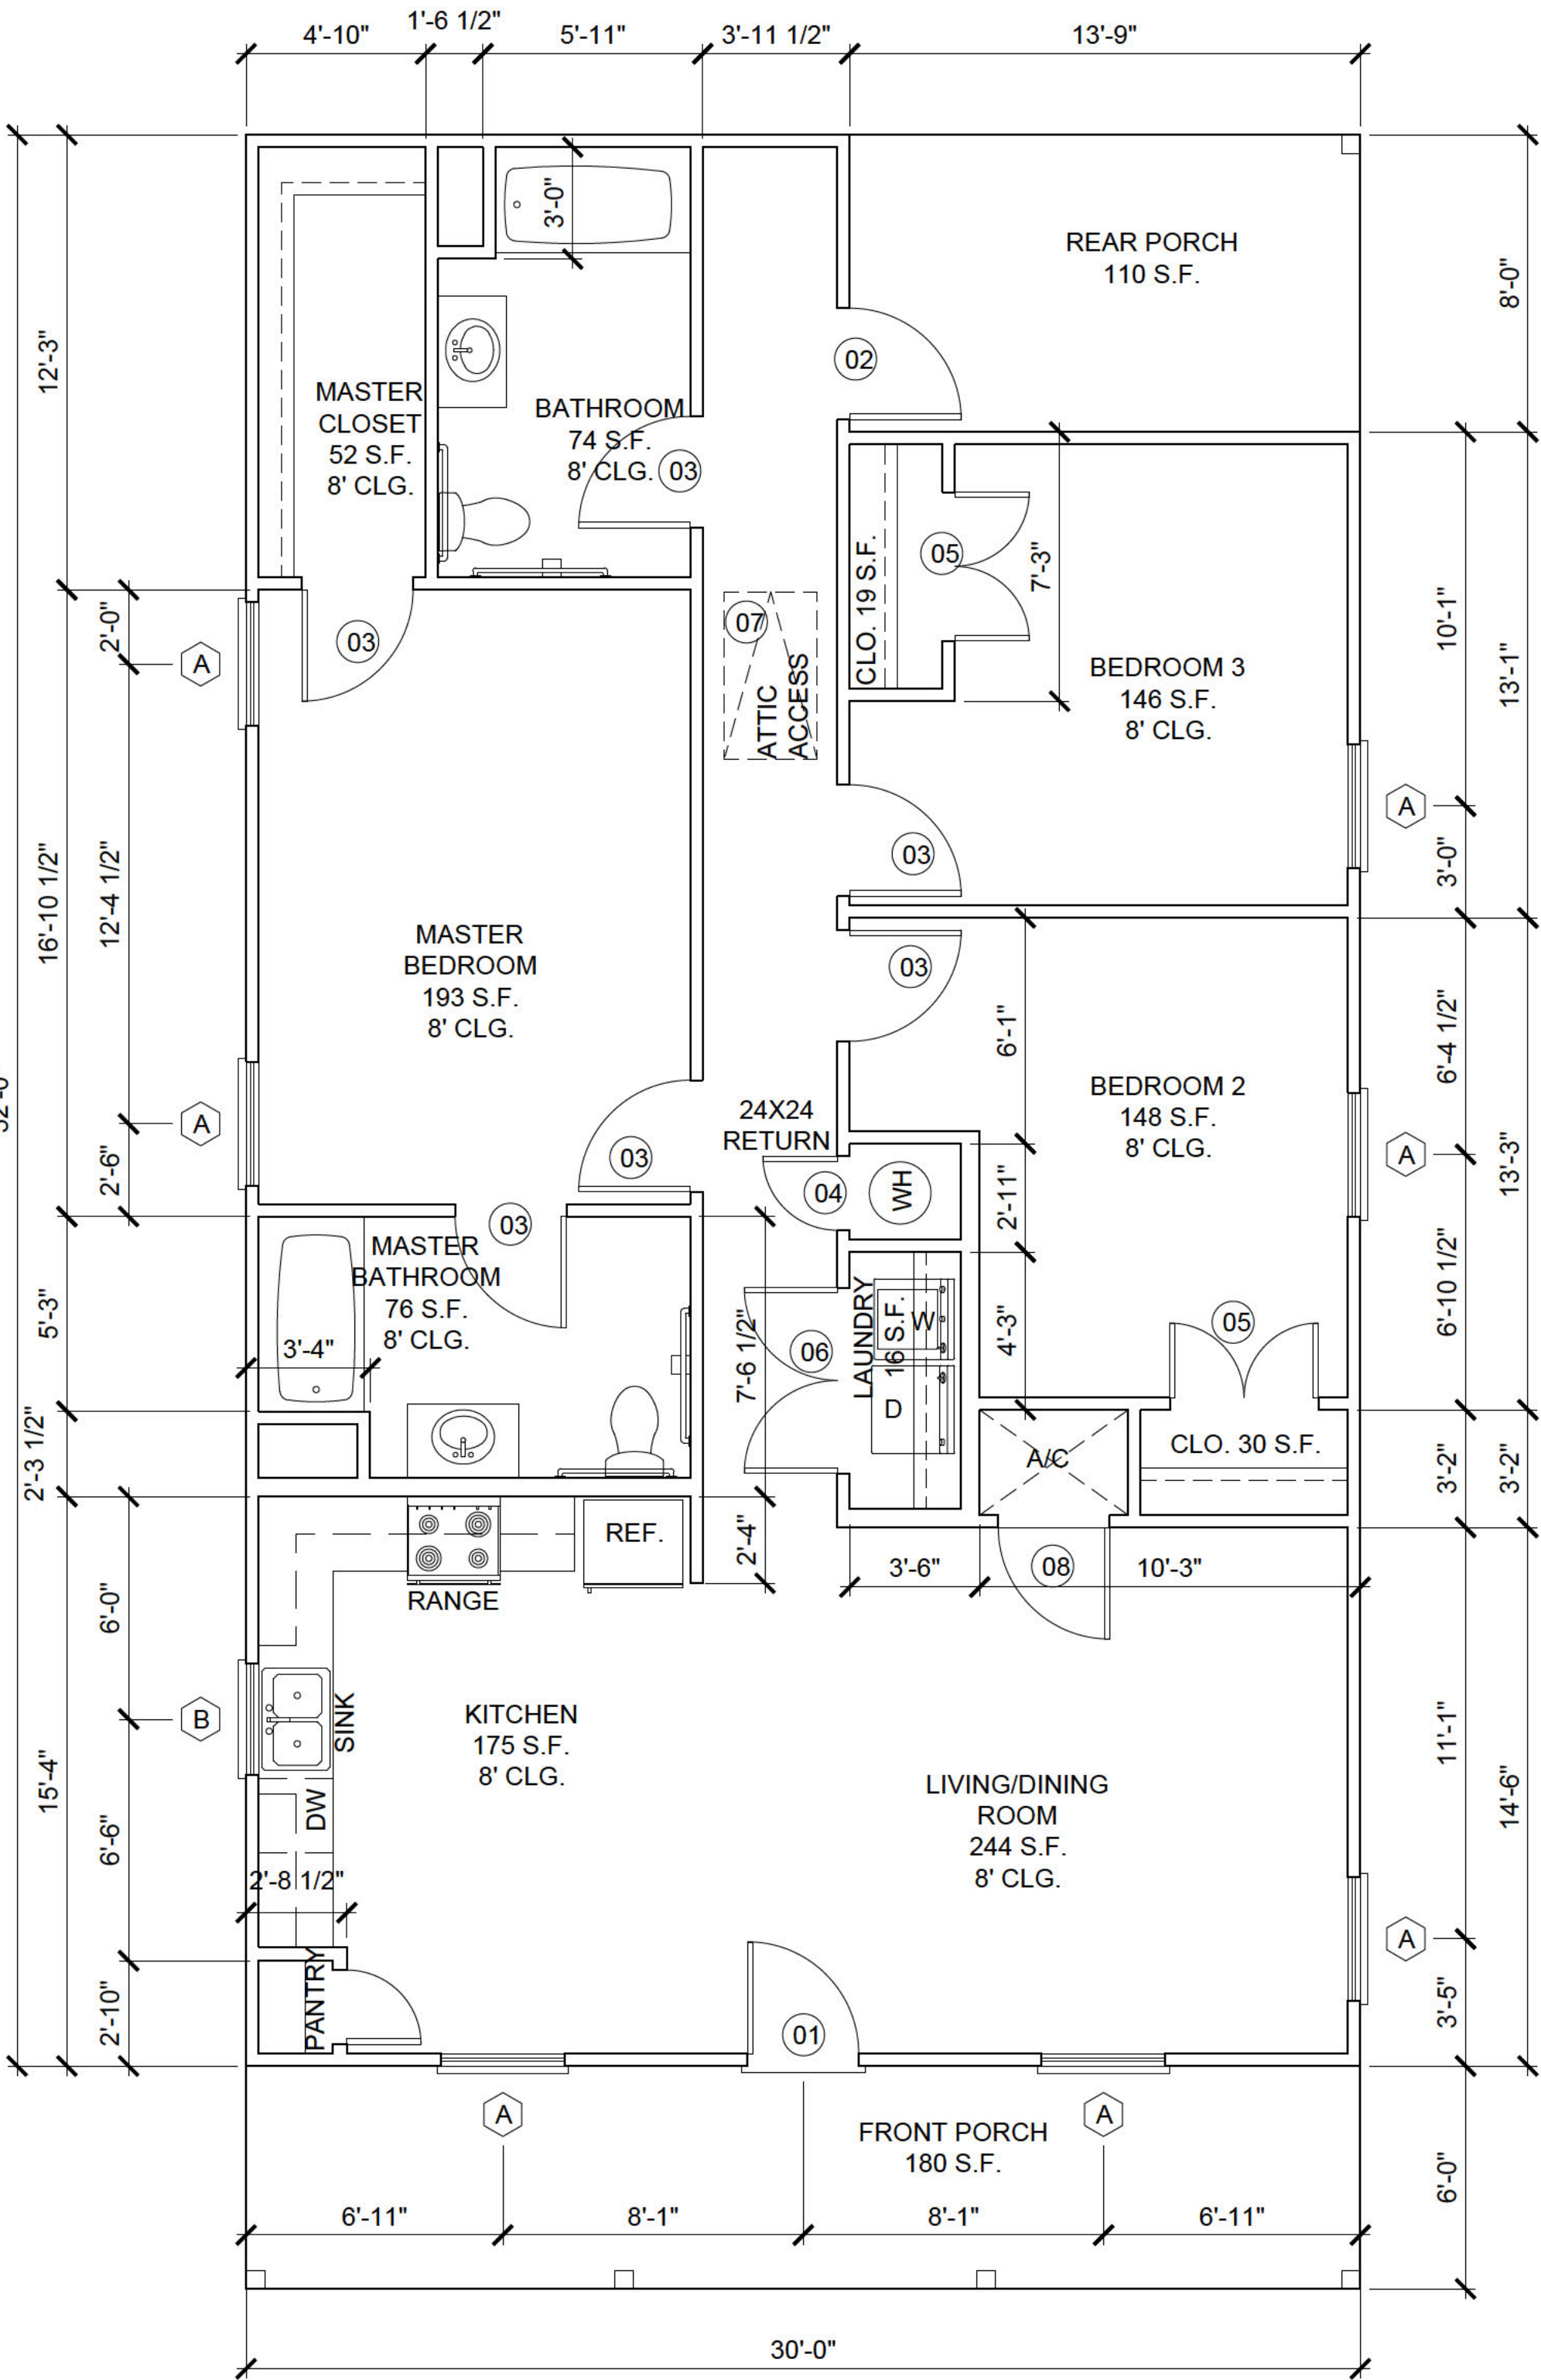 4'-10"
1'-6 1/2"
5'-11"
3'-11 1/2"
13'-9"
3'-0"
REAR PORCH
110 S.F.
8'-0"
12'-3"
02
MASTER
CLOSET
52 S.F.
8' CLG.
BATHROOM
74 S.F.
8' CLG.
03
CLO. 19 S.F.
05
7'-3"
10'-1"
13'-1"
2'-0"
A
03
07
ATTIC
ACCESS
BEDROOM 3
146 S.F.
8' CLG.
A
3'-0"
03
16'-10 1/2"
12'-4 1/2"
MASTER
BEDROOM
193 S.F.
8' CLG.
03
6'-1"
6'-4 1/2"
BEDROOM 2
148 S.F.
8' CLG.
A
13'-3"
A
2'-6"
03
24X24
RETURN
04
WH
2'-11"
03
MASTER
BATHROOM
76 S.F.
8' CLG.
3'-4"
5'-3"
7'-6 1/2"
06
LAUNDRY
16 S.F.
W
D
4'-3"
05
6'-10 1/2"
2'-3 1/2"
A/C
CLO. 30 S.F.
3'-2"
3'-2"
REF.
RANGE
2'-4"
3'-6"
08
10'-3"
6'-0"
B
SINK
KITCHEN
175 S.F.
8' CLG.
11'-1"
14'-6"
15'-4"
6'-6"
DW
2'-8 1/2"
LIVING/DINING
ROOM
244 S.F.
8' CLG.
A
2'-10"
PANTRY
01
3'-5"
A
A
FRONT PORCH
180 S.F.
6'-0"
6'-11"
8'-1"
8'-1"
6'-11"
30'-0"